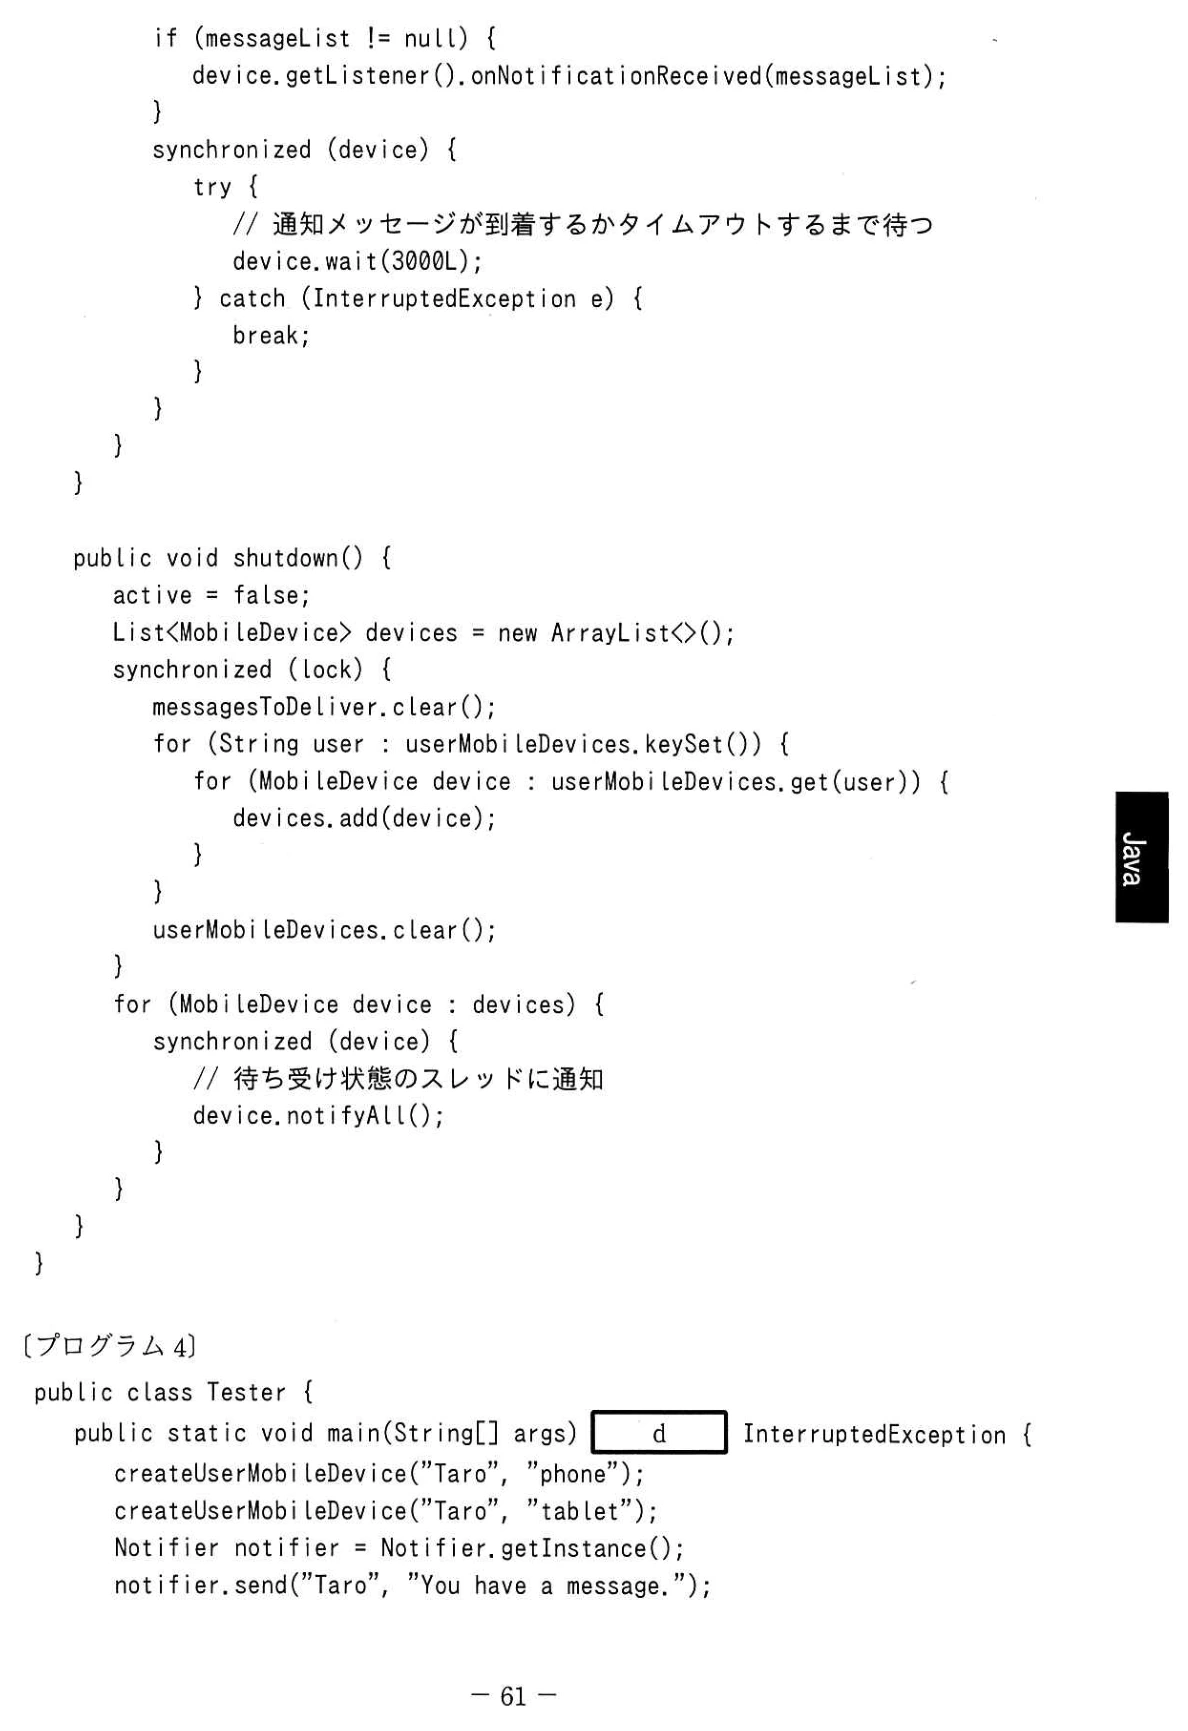 if (messageList != null) {
device.getListener().onNotificationReceived(messageList);
}
synchronized (device) {
try {
// 通知メッセージが到着するかタイムアウトするまで待つ
device.wait(3000L);
} catch (InterruptedException e) {
break;
}
}
}
}
public void shutdown() {
active = false;
List<MobileDevice> devices = new ArrayList<>();
synchronized (lock) {
messagesToDeliver.clear();
for (String user : userMobileDevices.keySet()) {
for (MobileDevice device : userMobileDevices.get(user)) {
devices.add(device);
}
}
userMobileDevices.clear();
}
for (MobileDevice device : devices) {
synchronized (device) {
// 待ち受け状態のスレッドに通知
device.notifyAll();
}
}
}
}
Java
〔プログラム 4〕
public class Tester {
public static void main(String[] args) d InterruptedException {
createUserMobileDevice("Taro", "phone");
createUserMobileDevice("Taro", "tablet");
Notifier notifier = Notifier.getInstance();
notifier.send("Taro", "You have a message.");
－ 61 －